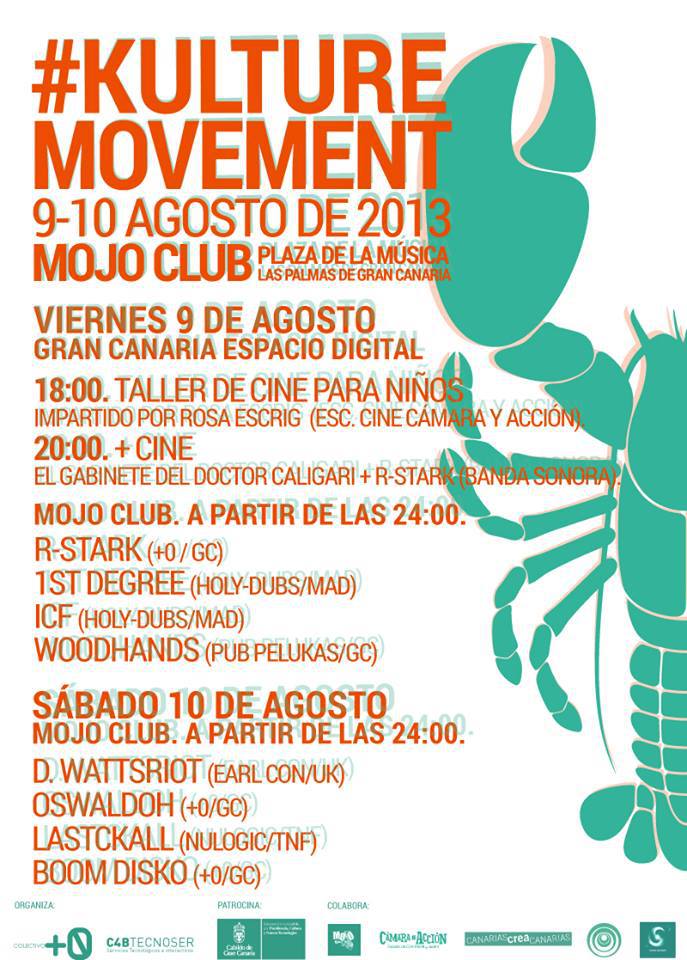 #KULTURE
MOVEMENT
9-10 AGOSTO DE 2013
MOJO CLUB PLAZA DE LA MÚSICA
LAS PALMAS DE GRAN CANARIA
VIERNES 9 DE AGOSTO
GRAN CANARIA ESPACIO DIGITAL
18:00. TALLER DE CINE PARA NIÑOS
IMPARTIDO POR ROSA ESCRIG (ESC. CINE CÁMARA Y ACCIÓN).
20:00. + CINE
EL GABINETE DEL DOCTOR CALIGARI + R-STARK (BANDA SONORA).
MOJO CLUB. A PARTIR DE LAS 24:00.
R-STARK (+0 / GC)
1ST DEGREE (HOLY-DUBS/MAD)
ICF (HOLY-DUBS/MAD)
WOODHANDS (PUB PELUKAS/GC)
SÁBADO 10 DE AGOSTO
MOJO CLUB. A PARTIR DE LAS 24:00.
D. WATTSRIOT (EARL CON/UK)
OSWALDOH (+0/GC)
LASTCKALL (NULOGIC/TNF)
BOOM DISKO (+0/GC)
ORGANIZA: PATROCINA: COLABORA:
COLECTIVO +0 C4BTECNOSER Cabildo de Gran Canaria CÁMARA Y ACCIÓN CANARIASCREACANARIAS